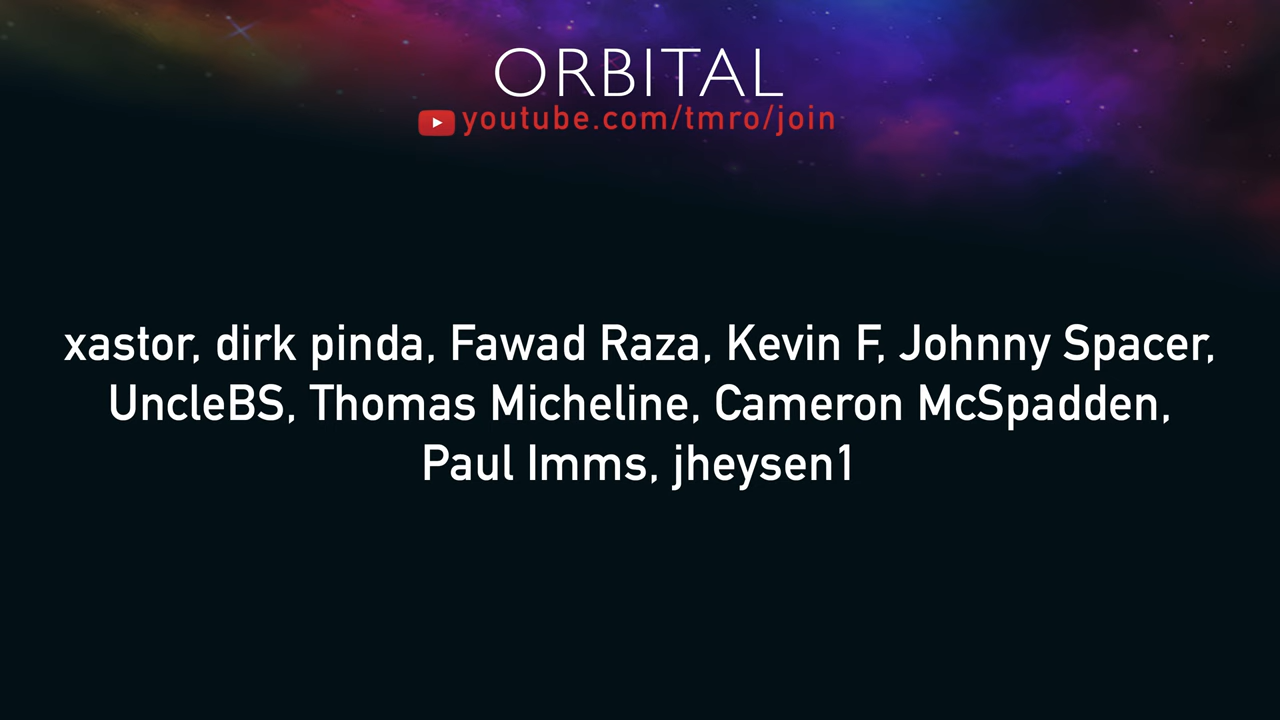 ORBITAL
youtube.com/tmro/join
xastor, dirk pinda, Fawad Raza, Kevin F, Johnny Spacer,
UncleBS, Thomas Micheline, Cameron McSpadden,
Paul Imms, jheysen1